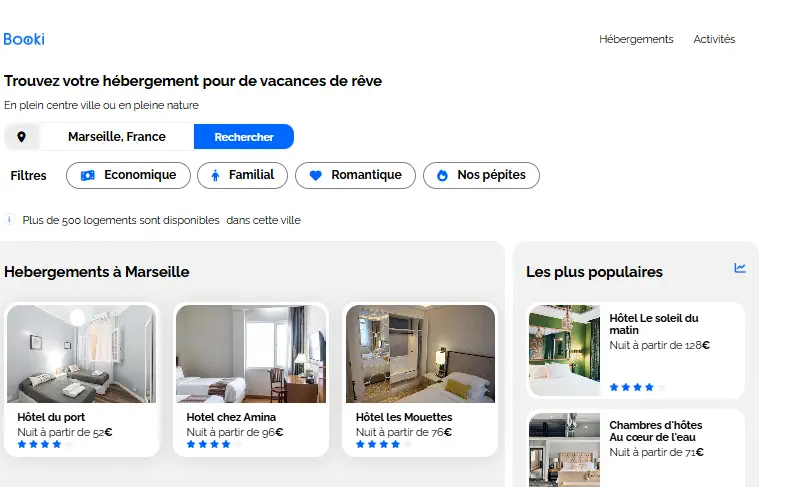 Booki
Hébergements
Activités
Trouvez votre hébergement pour de vacances de rêve
En plein centre ville ou en pleine nature
Marseille, France
Rechercher
Filtres
Economique
Familial
Romantique
Nos pépites
Plus de 500 logements sont disponibles dans cette ville
Hebergements à Marseille
Hôtel du port
Nuit à partir de 52€
Hotel chez Amina
Nuit à partir de 96€
Hôtel les Mouettes
Nuit à partir de 76€
Les plus populaires
Hôtel Le soleil du
matin
Nuit à partir de 128€
Chambres d'hôtes
Au cœur de l'eau
Nuit à partir de 71€